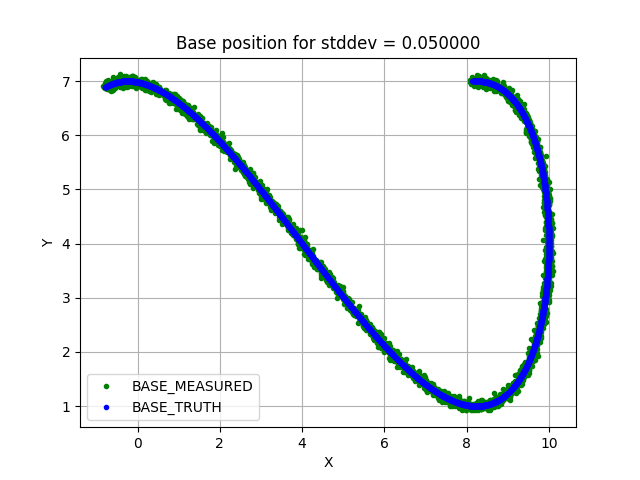 Base position for stddev = 0.050000
7
6
5
4
3
2
1
Y
BASE_MEASURED
BASE_TRUTH
0 2 4 6 8 10
X